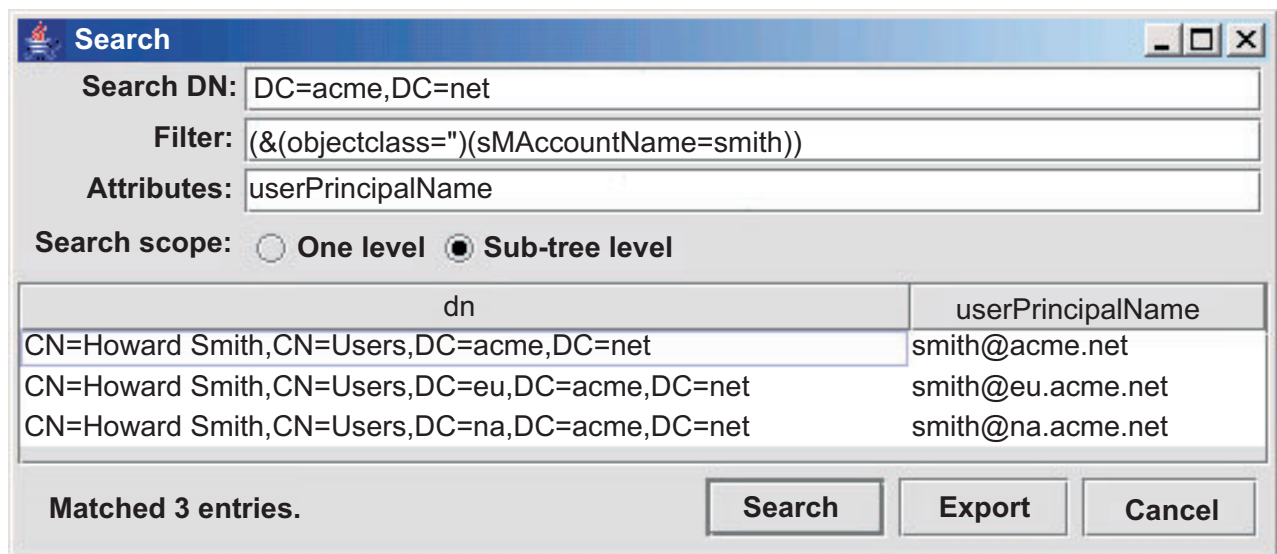 Search
Search DN: DC=acme,DC=net
Filter: (&(objectclass=")(sMAccountName=smith))
Attributes: userPrincipalName
Search scope: One level Sub-tree level
dn userPrincipalName
CN=Howard Smith,CN=Users,DC=acme,DC=net smith@acme.net
CN=Howard Smith,CN=Users,DC=eu,DC=acme,DC=net smith@eu.acme.net
CN=Howard Smith,CN=Users,DC=na,DC=acme,DC=net smith@na.acme.net
Matched 3 entries. Search Export Cancel